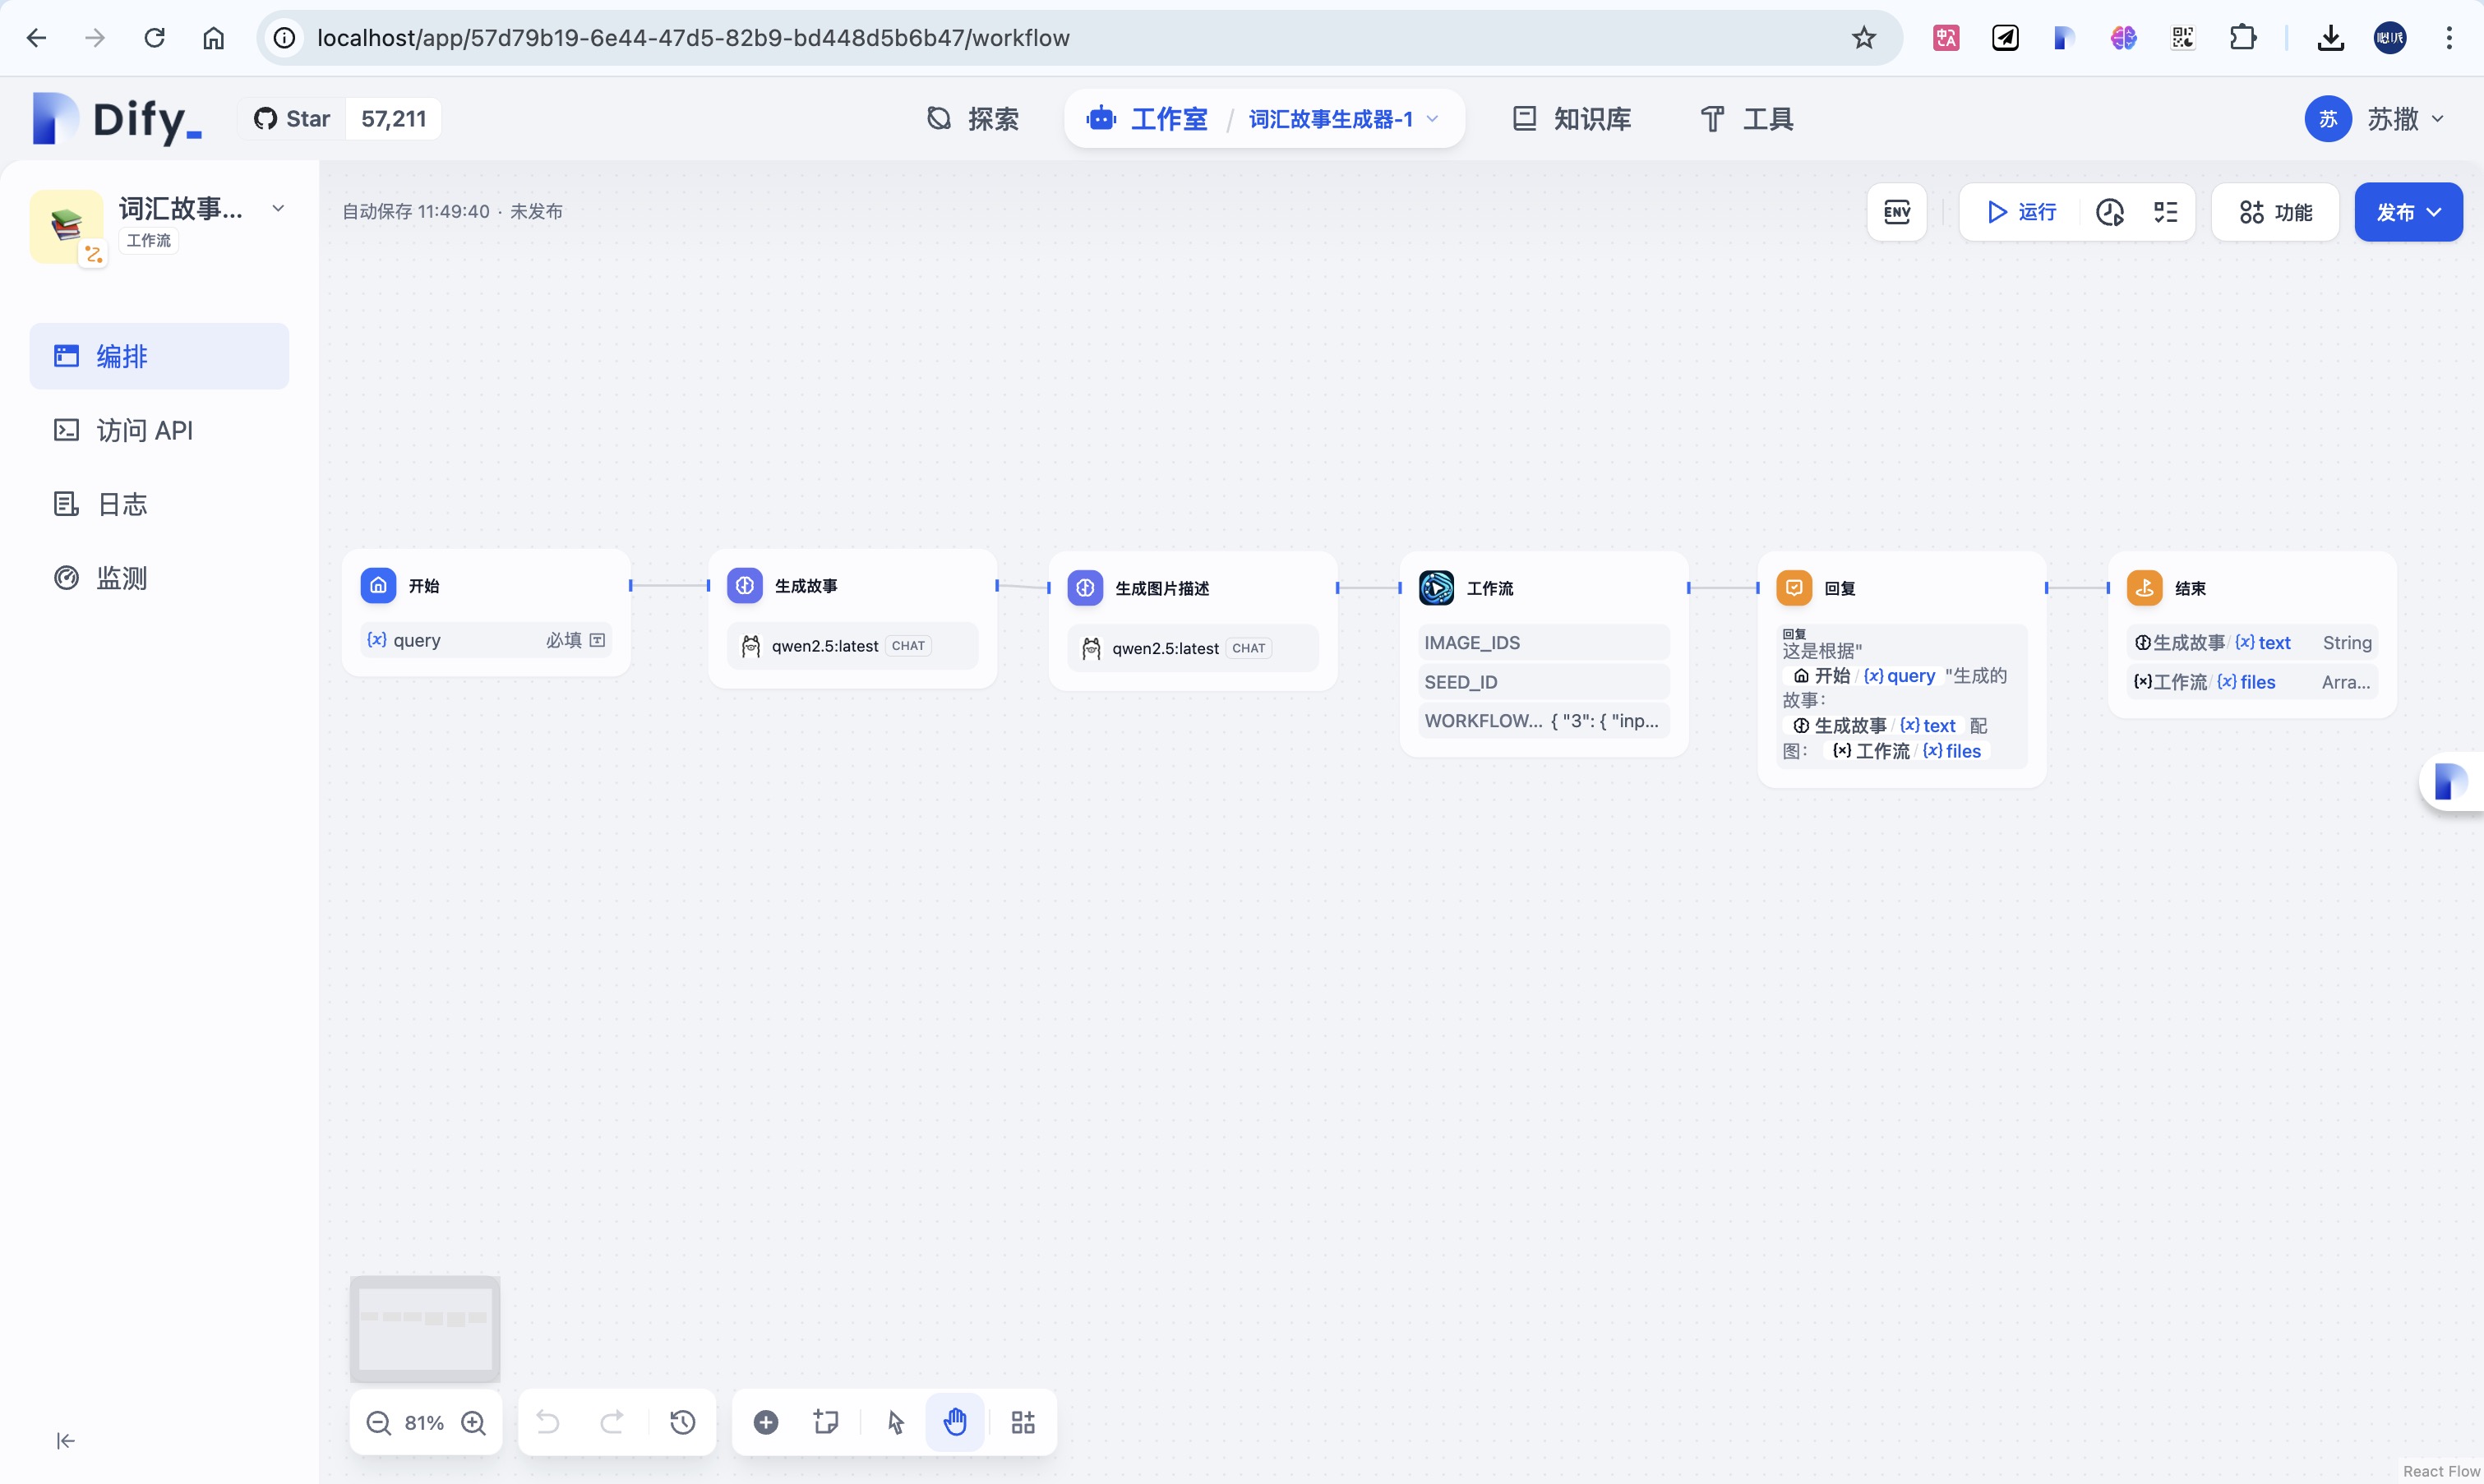 localhost/app/57d79b19-6e44-47d5-82b9-bd448d5b6b47/workflow
Dify_
Star 57,211
探索
工作室 / 词汇故事生成器-1
知识库
工具
苏 苏撒
词汇故事...
工作流
自动保存 11:49:40 · 未发布
ENV
运行
功能
发布
编排
访问 API
日志
监测
开始
{x} query 必填
生成故事
qwen2.5:latest CHAT
生成图片描述
qwen2.5:latest CHAT
工作流
IMAGE_IDS
SEED_ID
WORKFLOW... { "3": { "inp...
回复
回复
这是根据"
开始 / {x} query "生成的
故事：
生成故事 / {x} text 配
图： {x} 工作流 / {x} files
结束
生成故事 / {x} text String
{x} 工作流 / {x} files Arra...
81%
React Flow